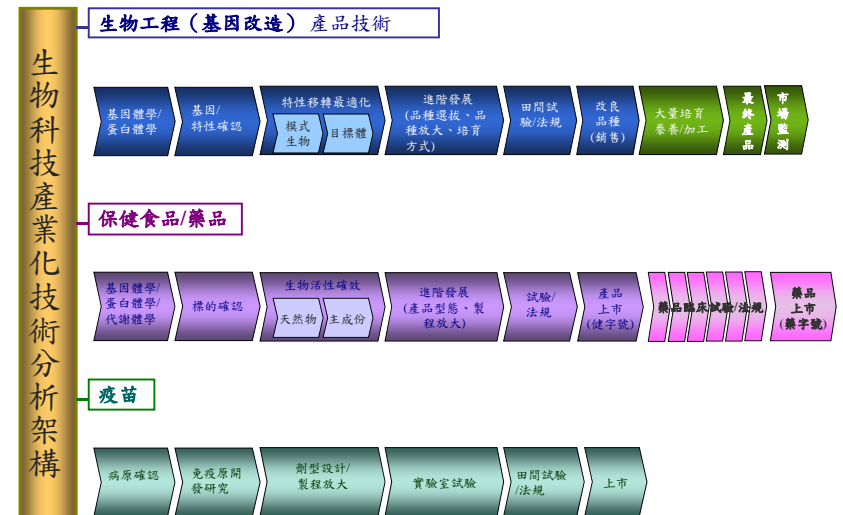 生物科技產業化技術分析架構
生物工程（基因改造）產品技術
基因體學/
蛋白體學
基因/
特性確認
特性移轉最適化
模式
生物
目標體
進階發展
(品種選拔、品
種放大、培育
方式)
田間試
驗/法規
改良
品種
(銷售)
大量培育
豢養/加工
最終產品
市場監測
保健食品/藥品
基因體學/
蛋白體學/
代謝體學
標的確認
生物活性確效
天然物
主成份
進階發展
(產品型態、製
程放大)
試驗/
法規
產品
上市
(健字號)
藥品臨床試驗/法規
藥品
上市
(藥字號)
疫苗
病原確認
免疫原開
發研究
劑型設計/
製程放大
實驗室試驗
田間試驗
/法規
上市